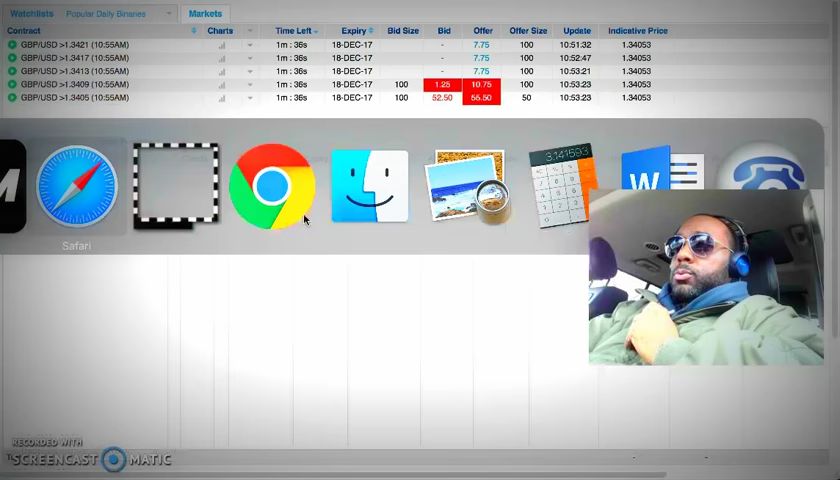 Watchlists Popular Daily Binaries Markets
Contract Charts Time Left Expiry Bid Size Bid Offer Offer Size Update Indicative Price
GBP/USD >1.3421 (10:55AM) 1m : 36s 18-DEC-17 - 7.75 100 10:51:32 1.34053
GBP/USD >1.3417 (10:55AM) 1m : 36s 18-DEC-17 - 7.75 100 10:52:47 1.34053
GBP/USD >1.3413 (10:55AM) 1m : 36s 18-DEC-17 - 7.75 100 10:53:21 1.34053
GBP/USD >1.3409 (10:55AM) 1m : 36s 18-DEC-17 100 1.25 10.75 100 10:53:23 1.34053
GBP/USD >1.3405 (10:55AM) 1m : 36s 18-DEC-17 100 52.50 55.50 50 10:53:23 1.34053
3.141593
W
Safari
RECORDED WITH
SCREENCAST MATIC